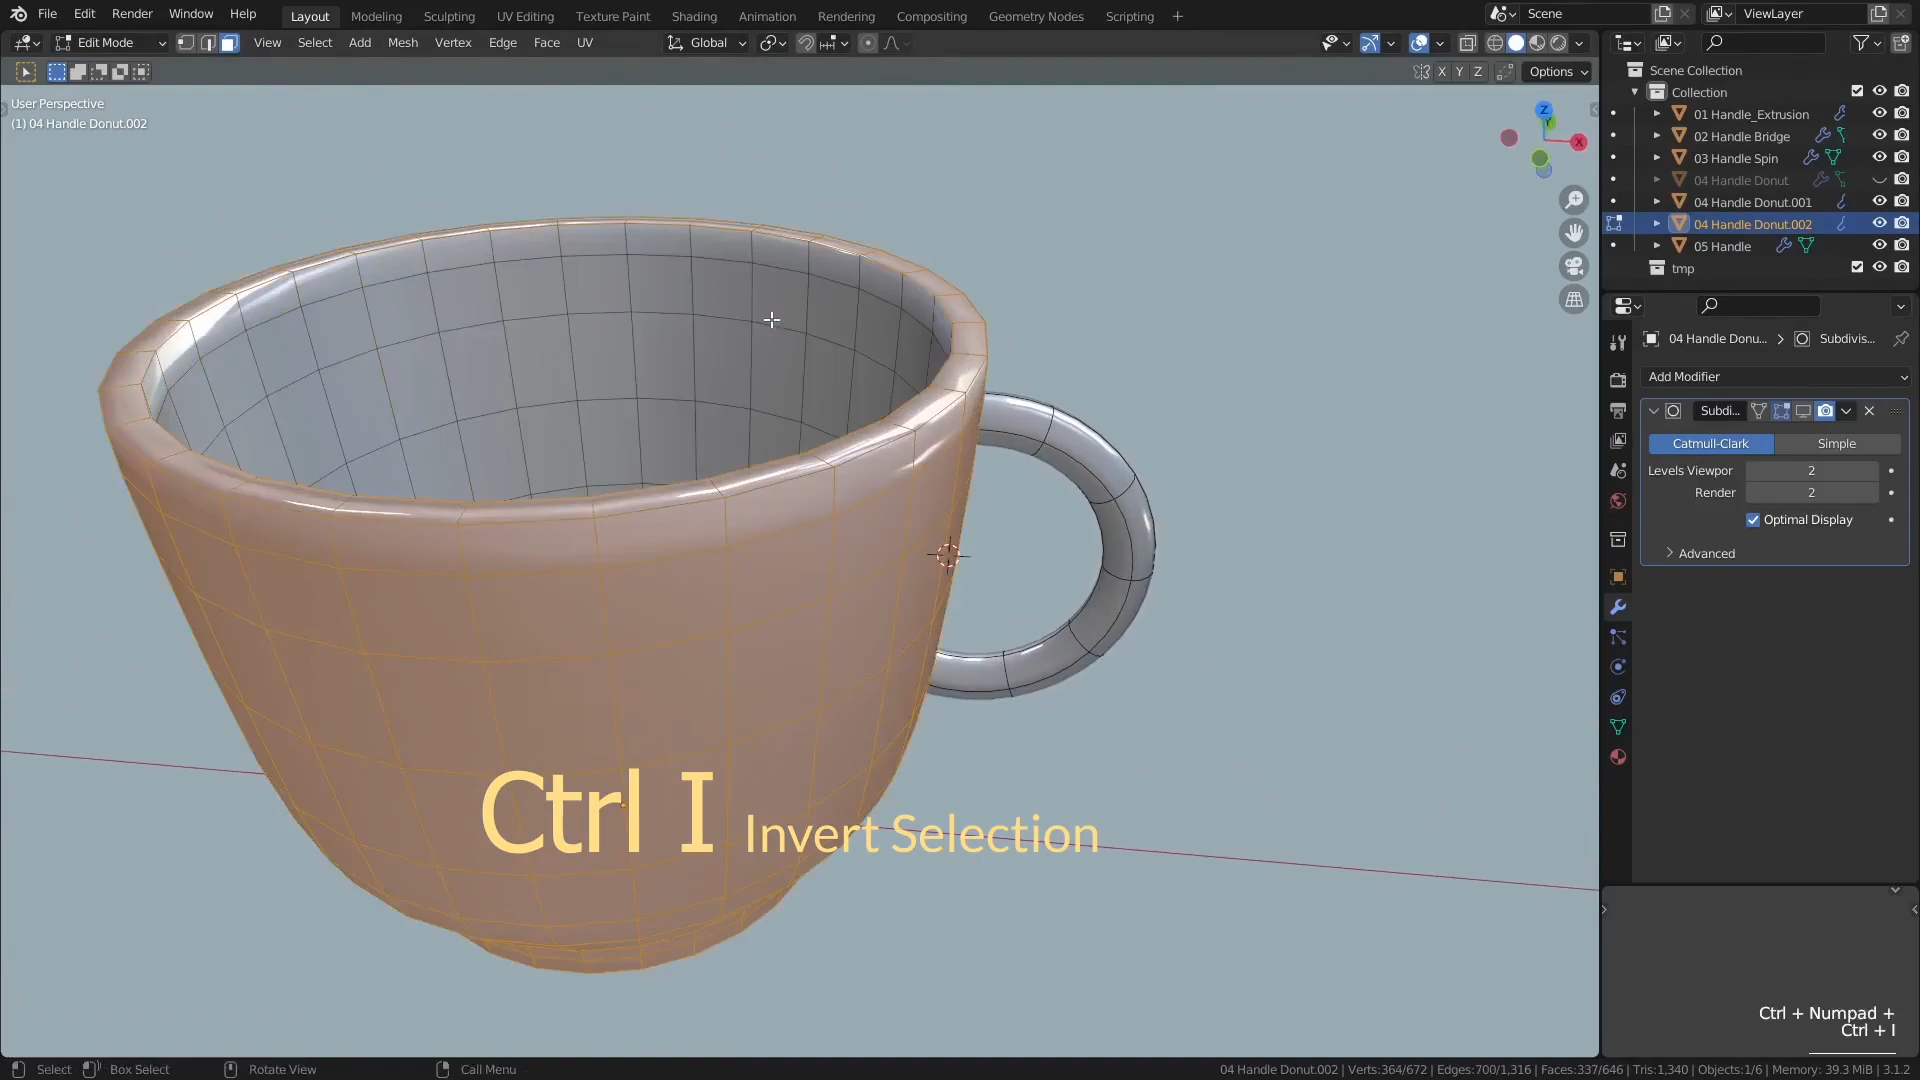 File Edit Render Window Help Layout Modeling Sculpting UV Editing Texture Paint Shading Animation Rendering Compositing Geometry Nodes Scripting + Scene ViewLayer
Edit Mode View Select Add Mesh Vertex Edge Face UV Global
X Y Z Options
User Perspective
(1) 04 Handle Donut.002
Z
Y
X
Scene Collection
Collection
01 Handle_Extrusion
02 Handle Bridge
03 Handle Spin
04 Handle Donut
04 Handle Donut.001
04 Handle Donut.002
05 Handle
tmp
04 Handle Donu... > Subdivis...
Add Modifier
Subdi...
Catmull-Clark Simple
Levels Viewpor 2
Render 2
Optimal Display
Advanced
Ctrl I Invert Selection
Ctrl + Numpad +
Ctrl + I
Select Box Select Rotate View Call Menu 04 Handle Donut.002 | Verts:364/672 | Edges:700/1,316 | Faces:337/646 | Tris:1,340 | Objects:1/6 | Memory: 39.3 MiB | 3.1.2